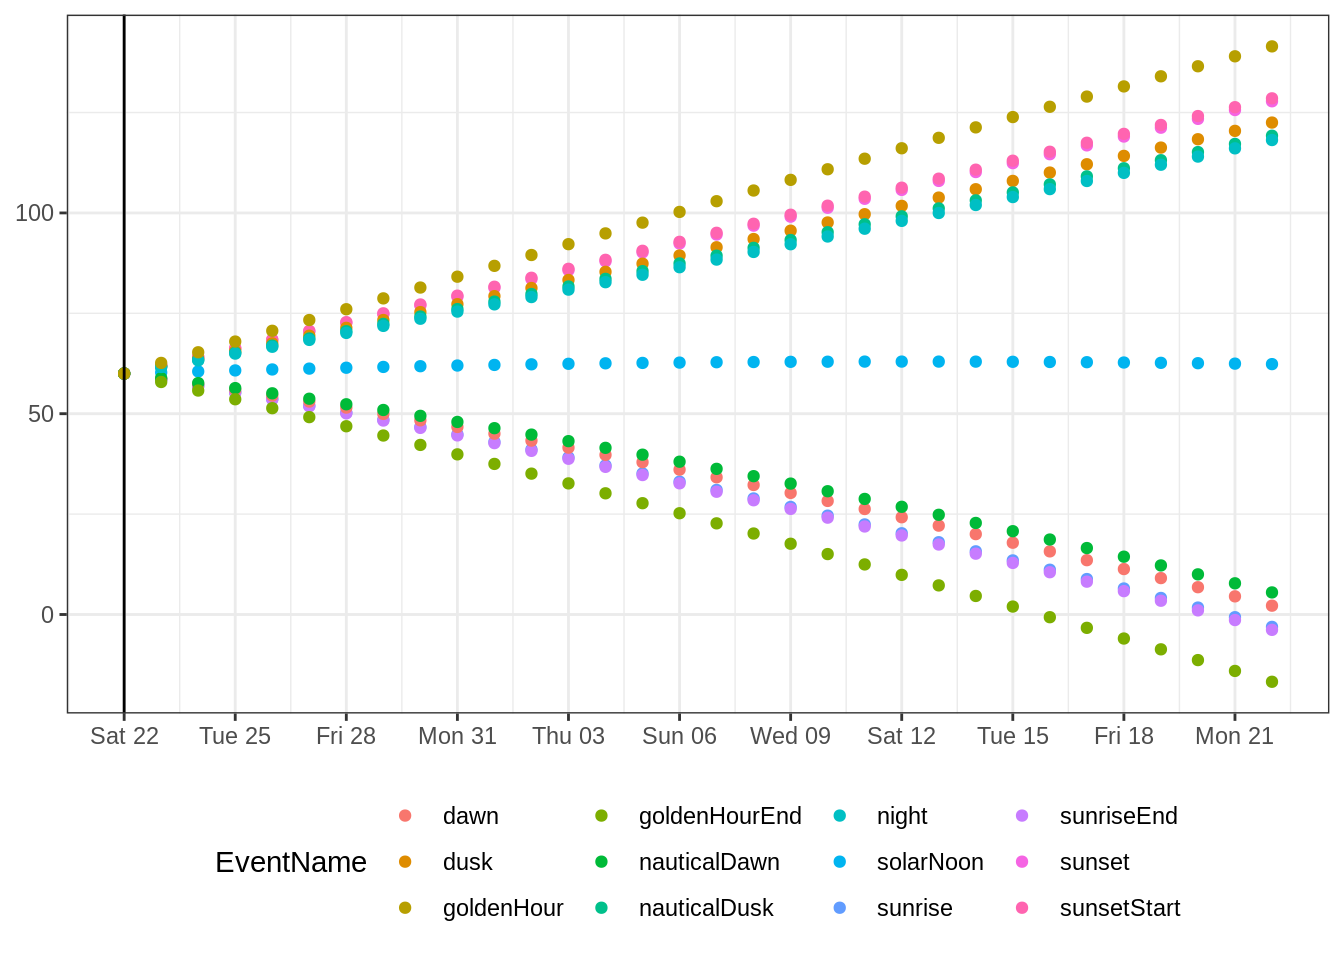 100
50
0
Sat 22 Tue 25 Fri 28 Mon 31 Thu 03 Sun 06 Wed 09 Sat 12 Tue 15 Fri 18 Mon 21
EventName
dawn goldenHourEnd night sunriseEnd
dusk nauticalDawn solarNoon sunset
goldenHour nauticalDusk sunrise sunsetStart